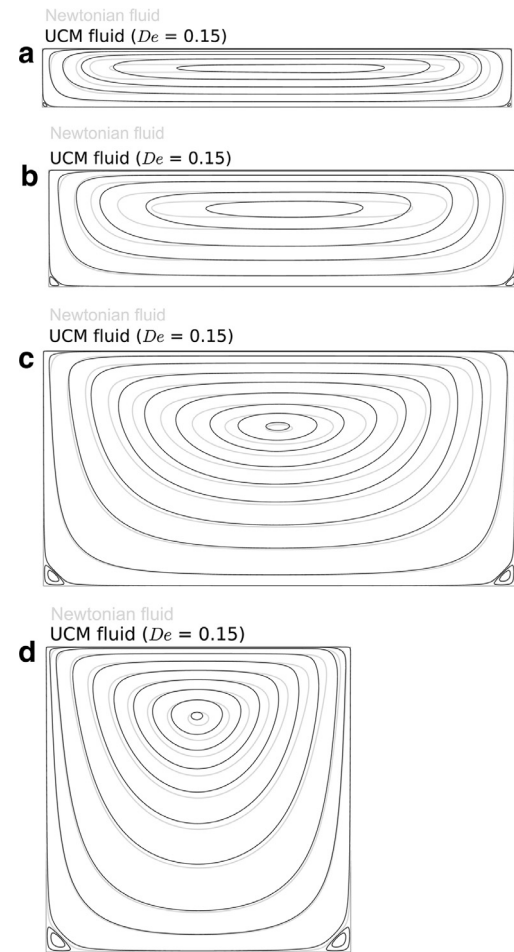 Newtonian fluid
UCM fluid (De = 0.15)
a
Newtonian fluid
UCM fluid (De = 0.15)
b
Newtonian fluid
UCM fluid (De = 0.15)
c
Newtonian fluid
UCM fluid (De = 0.15)
d